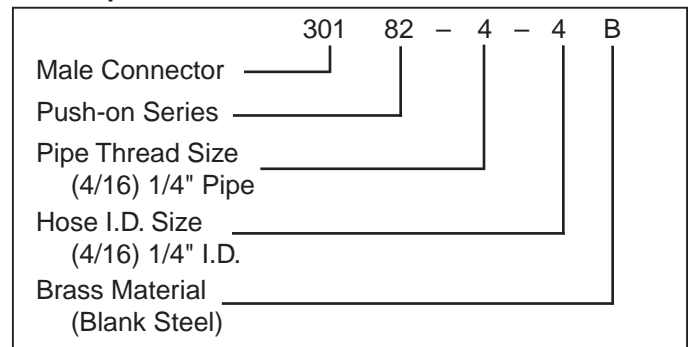 301 82 – 4 – 4 B
Male Connector
Push-on Series
Pipe Thread Size
(4/16) 1/4" Pipe
Hose I.D. Size
(4/16) 1/4" I.D.
Brass Material
(Blank Steel)